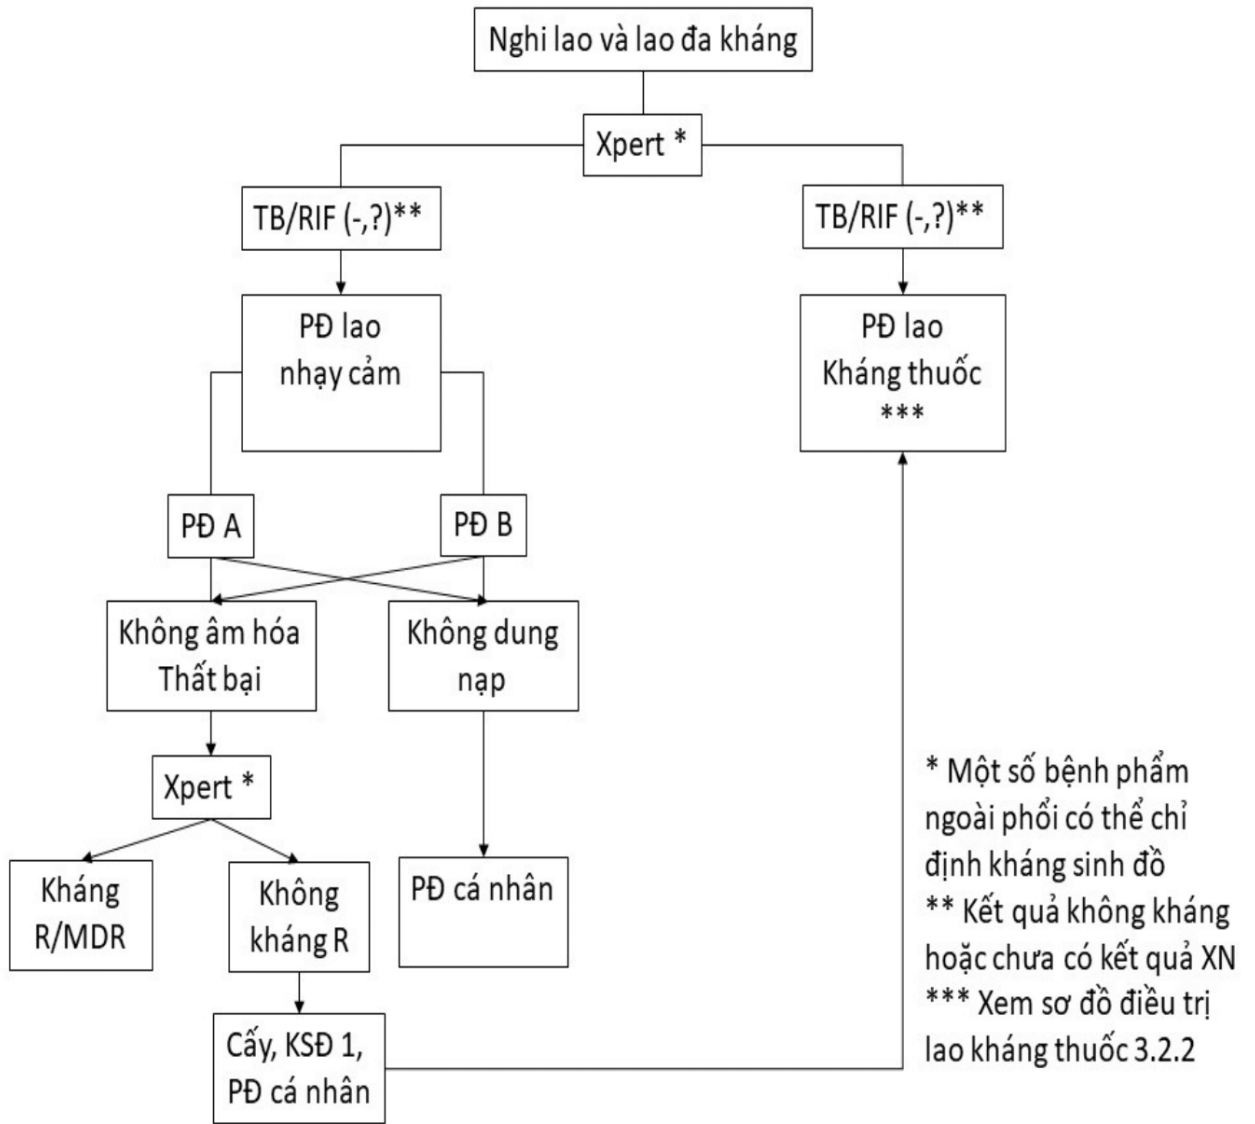 Nghi lao và lao đa kháng
Xpert *
TB/RIF (-,?)**
TB/RIF (-,?)**
PĐ lao
nhạy cảm
PĐ lao
Kháng thuốc
***
PĐ A
PĐ B
Không âm hóa
Thất bại
Không dung
nạp
Xpert *
Kháng
R/MDR
Không
kháng R
PĐ cá nhân
Cấy, KSĐ 1,
PĐ cá nhân
* Một số bệnh phẩm
ngoài phổi có thể chỉ
định kháng sinh đồ
** Kết quả không kháng
hoặc chưa có kết quả XN
*** Xem sơ đồ điều trị
lao kháng thuốc 3.2.2